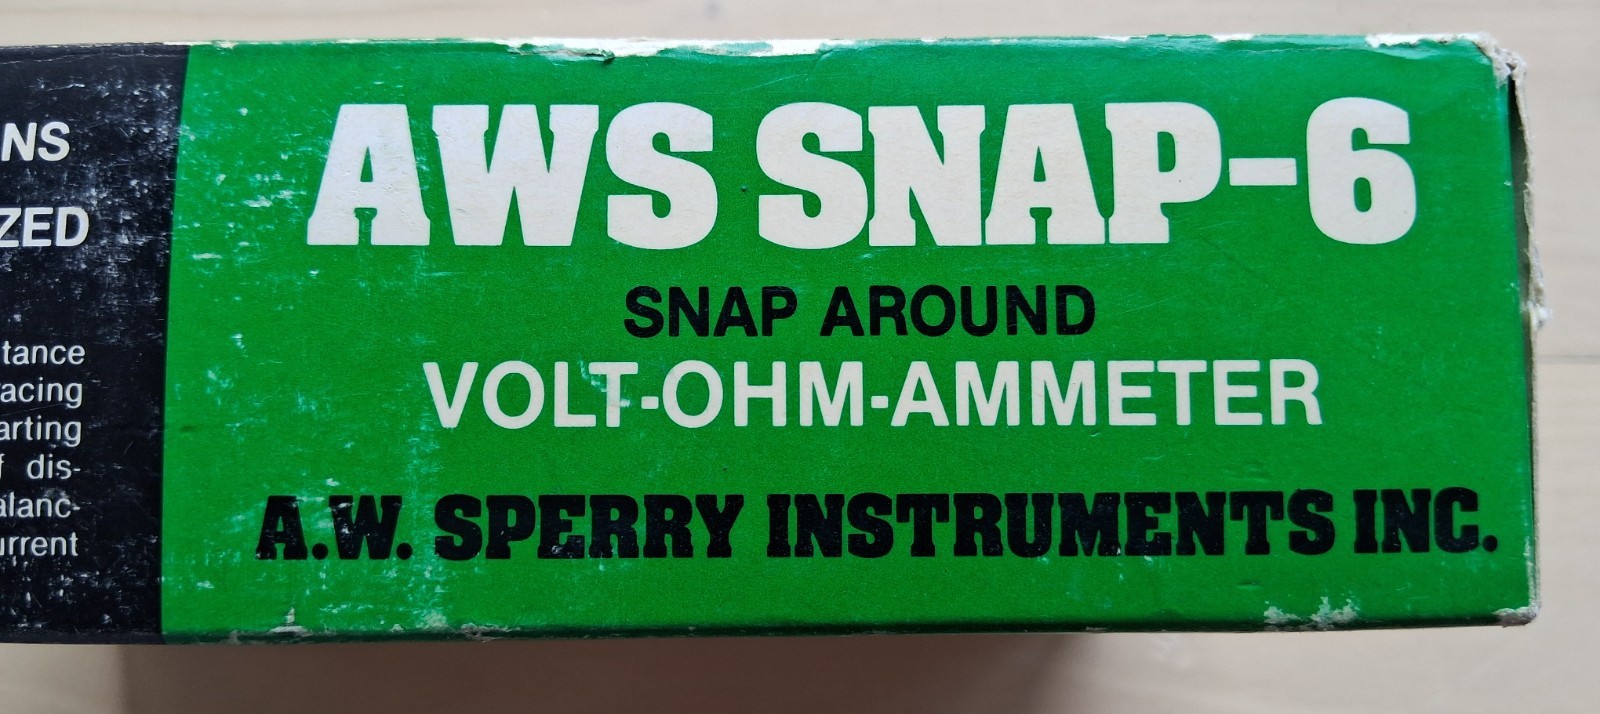 NS
ZED
tance
acing
arting
f dis-
alanc-
urrent
AWS SNAP-6
SNAP AROUND
VOLT-OHM-AMMETER
A.W. SPERRY INSTRUMENTS INC.